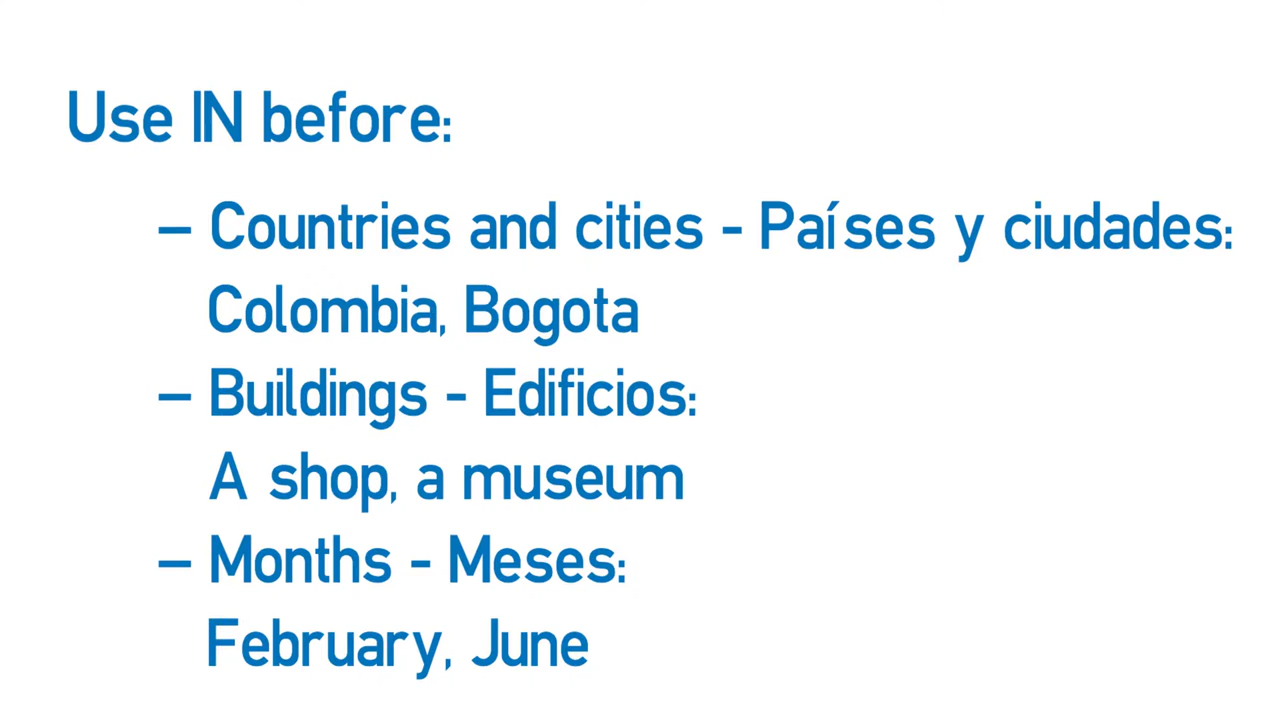 Use IN before:
– Countries and cities - Países y ciudades:
Colombia, Bogota
– Buildings - Edificios:
A shop, a museum
– Months - Meses:
February, June